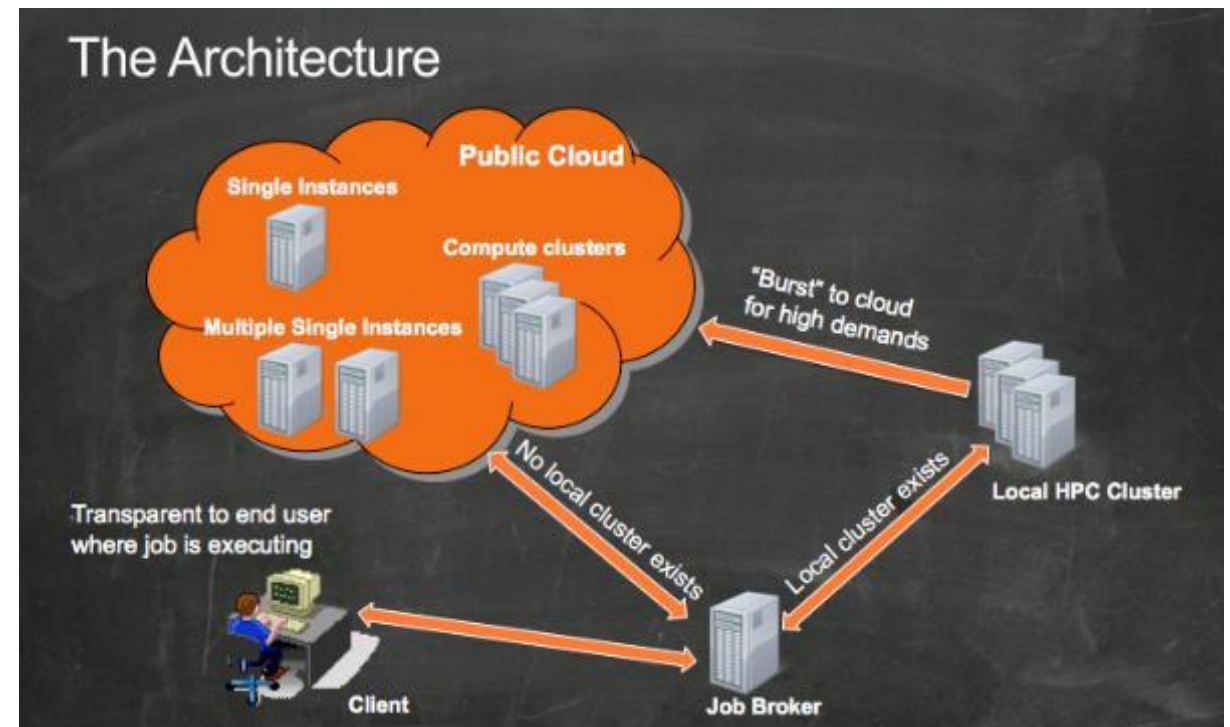 The Architecture
Public Cloud
Single Instances
Compute clusters
Multiple Single Instances
"Burst" to cloud
for high demands
No local cluster exists
Local cluster exists
Local HPC Cluster
Transparent to end user
where job is executing
Client
Job Broker